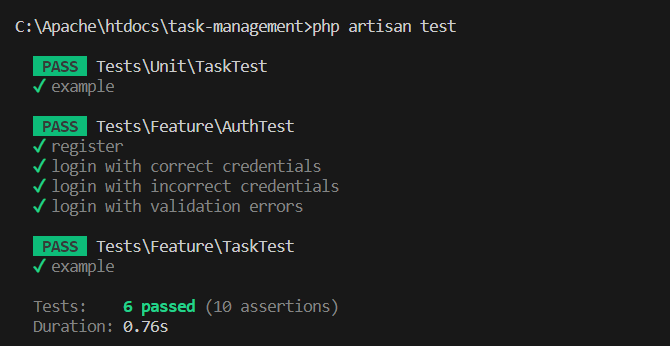 C:\Apache\htdocs\task-management>php artisan test
PASS Tests\Unit\TaskTest
✓ example
PASS Tests\Feature\AuthTest
✓ register
✓ login with correct credentials
✓ login with incorrect credentials
✓ login with validation errors
PASS Tests\Feature\TaskTest
✓ example
Tests: 6 passed (10 assertions)
Duration: 0.76s